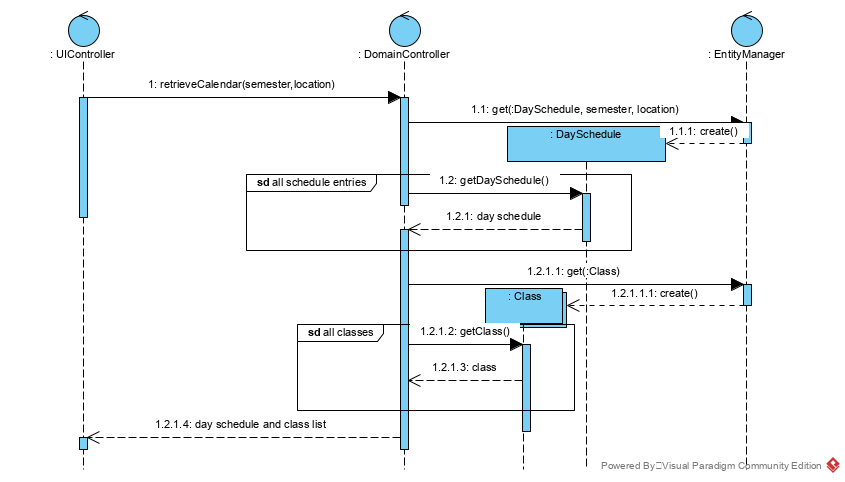 : UIController
: DomainController
: EntityManager
1: retrieveCalendar(semester,location)
1.1: get(:DaySchedule, semester, location)
: DaySchedule
1.1.1: create()
sd all schedule entries
1.2: getDaySchedule()
1.2.1: day schedule
1.2.1.1: get(:Class)
: Class
1.2.1.1.1: create()
sd all classes
1.2.1.2: getClass()
1.2.1.3: class
1.2.1.4: day schedule and class list
Powered By Visual Paradigm Community Edition